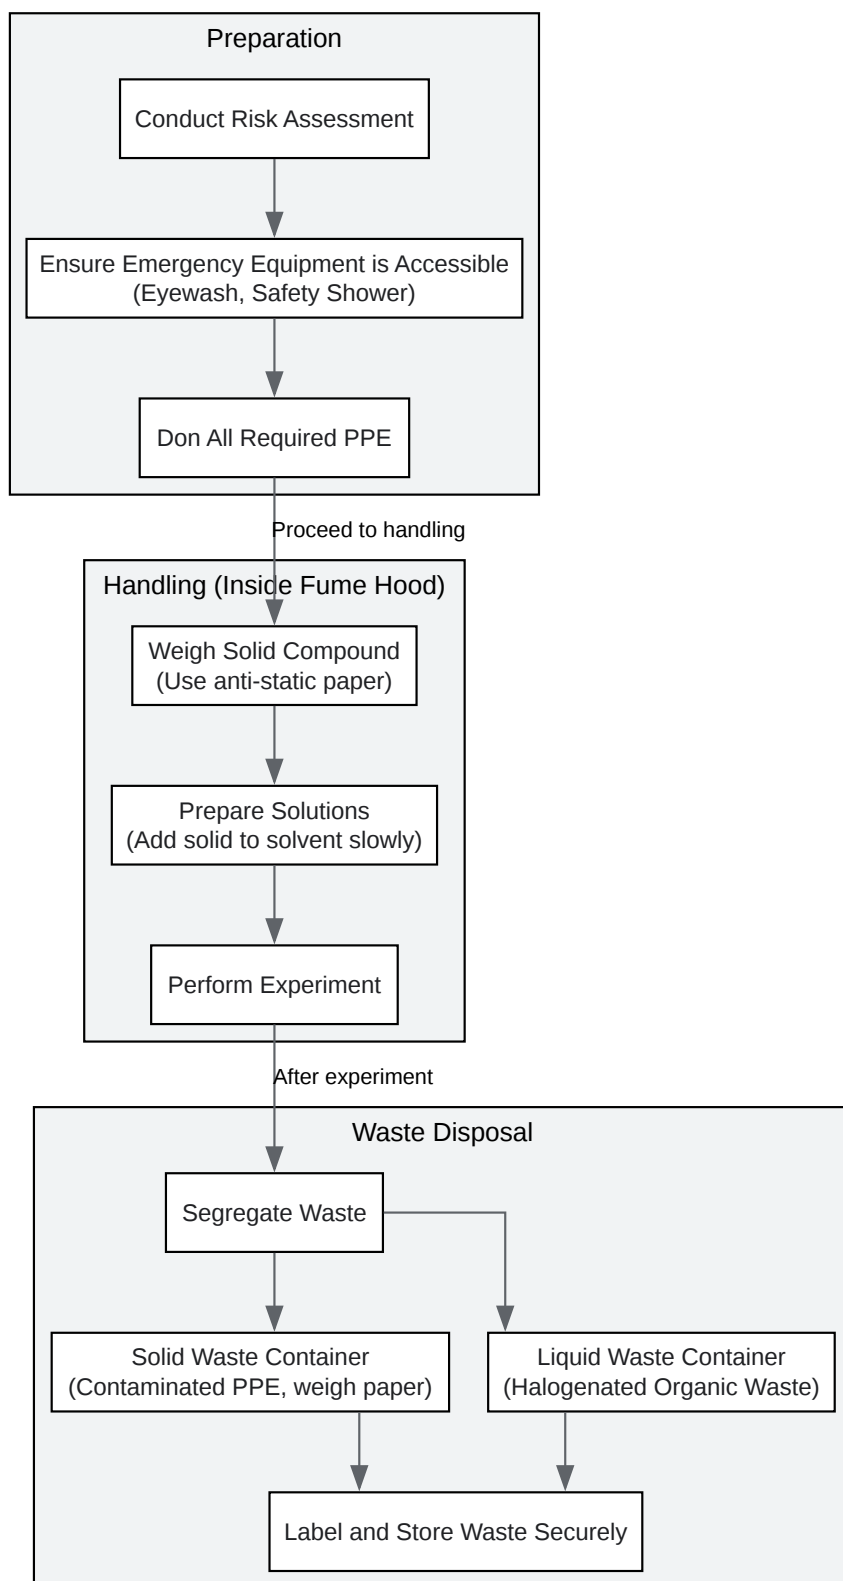 Preparation
Conduct Risk Assessment
Ensure Emergency Equipment is Accessible
(Eyewash, Safety Shower)
Don All Required PPE
Proceed to handling
Handling (Inside Fume Hood)
Weigh Solid Compound
(Use anti-static paper)
Prepare Solutions
(Add solid to solvent slowly)
Perform Experiment
After experiment
Waste Disposal
Segregate Waste
Solid Waste Container
(Contaminated PPE, weigh paper)
Liquid Waste Container
(Halogenated Organic Waste)
Label and Store Waste Securely